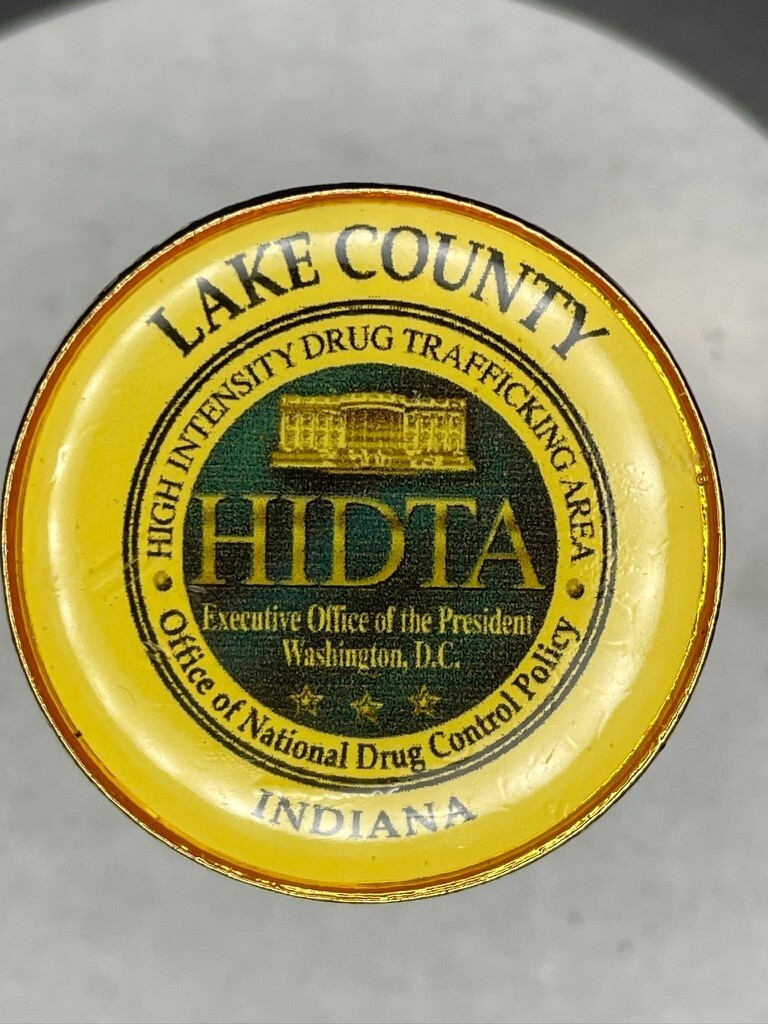 LAKE COUNTY
HIGH INTENSITY DRUG TRAFFICKING AREA
HIDTA
Executive Office of the President
Washington, D.C.
Office of National Drug Control Policy
INDIANA